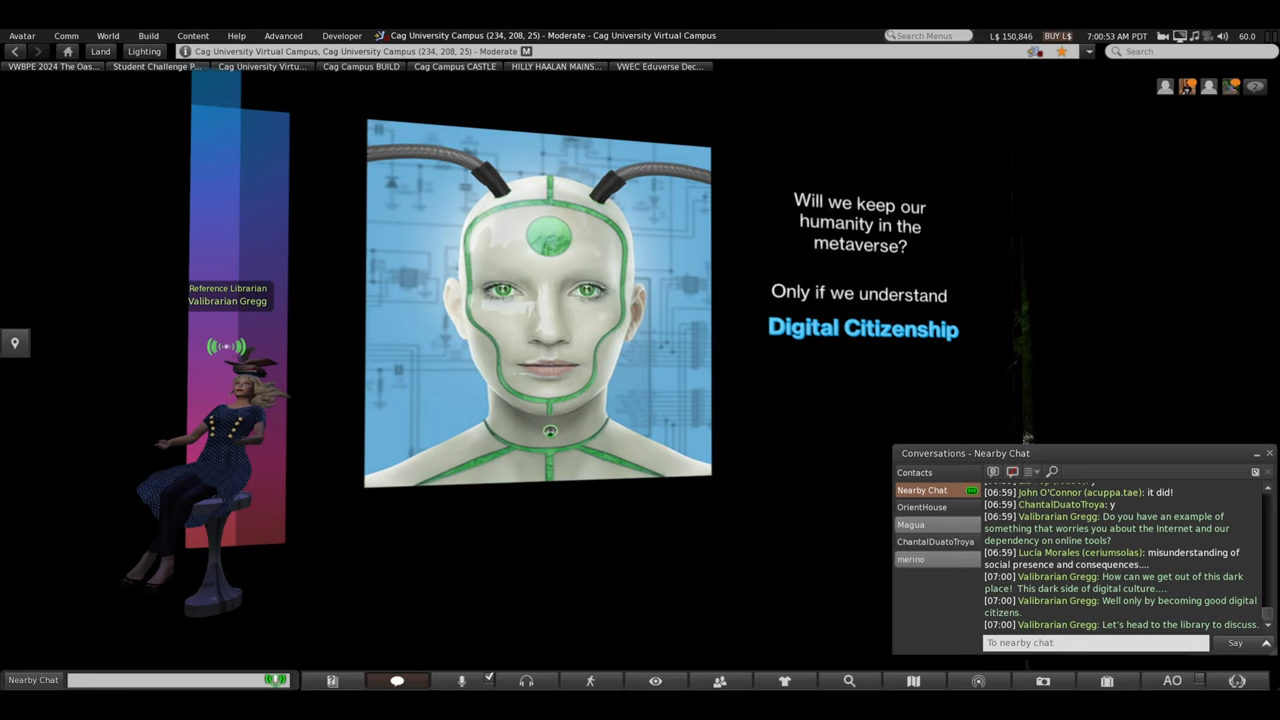 Avatar Comm World Build Content Help Advanced Developer Cag University Virtual Campus, Cag Campus (234, 208, 25) - Moderate - Cag University Virtual Campus Search Menus L$ 150,846 BUY L$ 7:00:53 AM PDT 60.0
Land Lighting Cag University Virtual Campus, Cag University Campus (234, 208, 25) - Moderate M Search
VWBPE 2024 The Oas... Student Challenge P... Cag University Virtu... Cag Campus BUILD Cag Campus CASTLE HILLY HAALAN MAINS... VWEC Eduverse Dec...
Will we keep our
humanity in the
metaverse?
Only if we understand
Digital Citizenship
Reference Librarian
Valibrarian Gregg
Conversations - Nearby Chat
Contacts
Nearby Chat
OrientHouse
Magua
ChantalDuatoTroya
merino
[06:59] John O'Connor (acuppa.tae): it did!
[06:59] ChantalDuatoTroya: y
[06:59] Valibrarian Gregg: Do you have an example of
something that worries you about the Internet and our
dependency on online tools?
[06:59] Lucía Morales (ceriumsolas): misunderstanding of
social presence and consequences....
[07:00] Valibrarian Gregg: How can we get out of this dark
place! This dark side of digital culture....
[07:00] Valibrarian Gregg: Well only by becoming good digital
citizens.
[07:00] Valibrarian Gregg: Let's head to the library to discuss.
To nearby chat Say
Nearby Chat AO